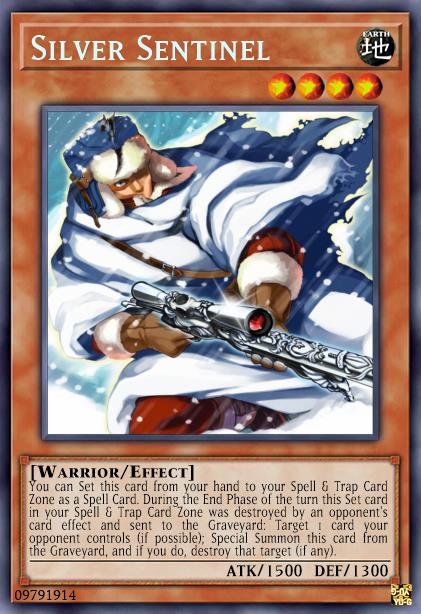 Silver Sentinel
EARTH
地
[Warrior/Effect]
You can Set this card from your hand to your Spell & Trap Card
Zone as a Spell Card. During the End Phase of the turn this Set card
in your Spell & Trap Card Zone was destroyed by an opponent's
card effect and sent to the Graveyard: Target 1 card your
opponent controls (if possible); Special Summon this card from
the Graveyard, and if you do, destroy that target (if any).
ATK/1500 DEF/1300
09791914